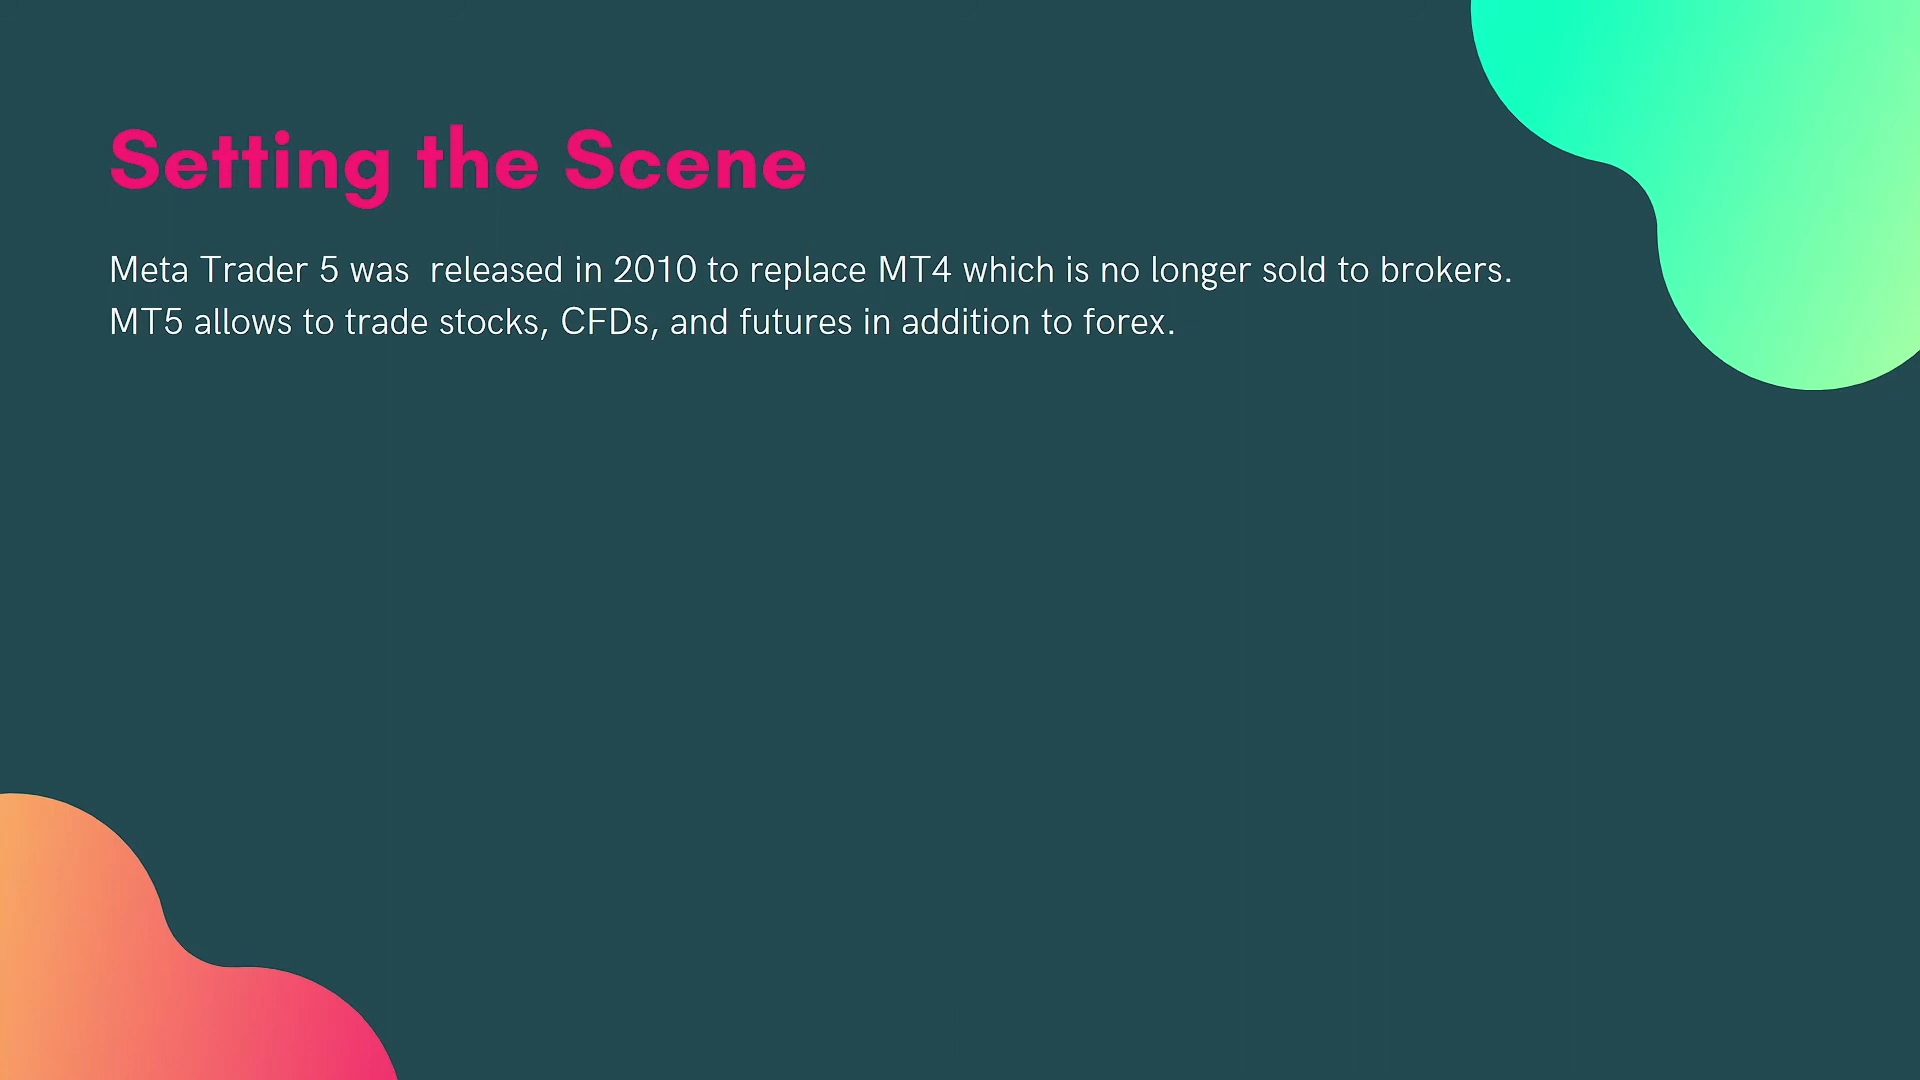 Setting the Scene
Meta Trader 5 was  released in 2010 to replace MT4 which is no longer sold to brokers.
MT5 allows to trade stocks, CFDs, and futures in addition to forex.